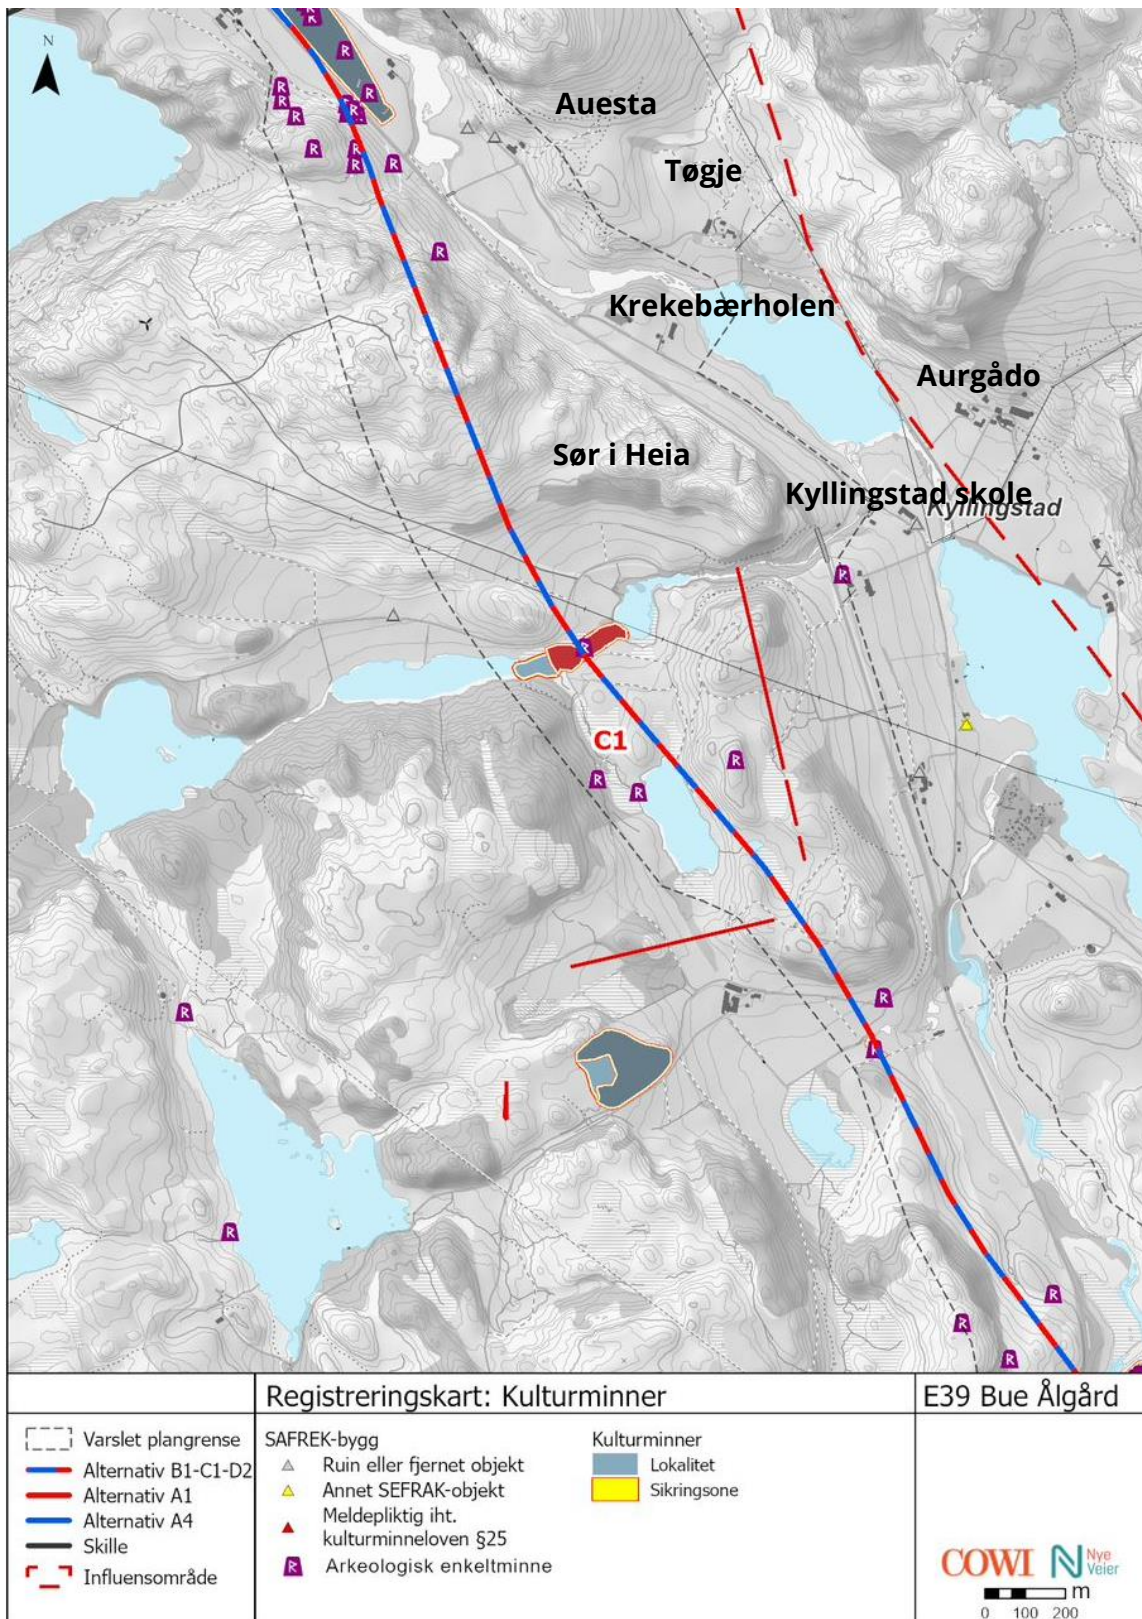 N
Auesta
Tøgje
Krekebærholen
Aurgådo
Sør i Heia
Kyllingstad skole
Kyllingstad
C1
Registreringskart: Kulturminner
E39 Bue Ålgård
Varslet plangrense
Alternativ B1-C1-D2
Alternativ A1
Alternativ A4
Skille
Influensområde
SAFREK-bygg
Ruin eller fjernet objekt
Annet SEFRAK-objekt
Meldepliktig iht.
kulturminneloven §25
Arkeologisk enkeltminne
Kulturminner
Lokalitet
Sikringsone
COWI Nye
Veier
m
0 100 200